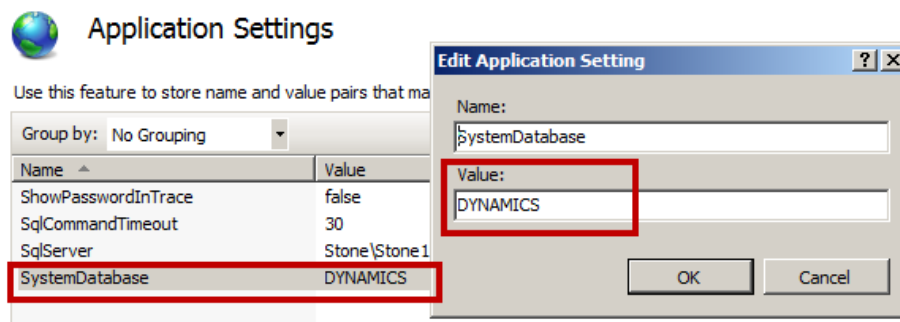 Application Settings
Use this feature to store name and value pairs that ma
Group by: No Grouping
Name Value
ShowPasswordInTrace false
SqlCommandTimeout 30
SqlServer Stone\Stone1
SystemDatabase DYNAMICS
Edit Application Setting
Name:
SystemDatabase
Value:
DYNAMICS
OK Cancel